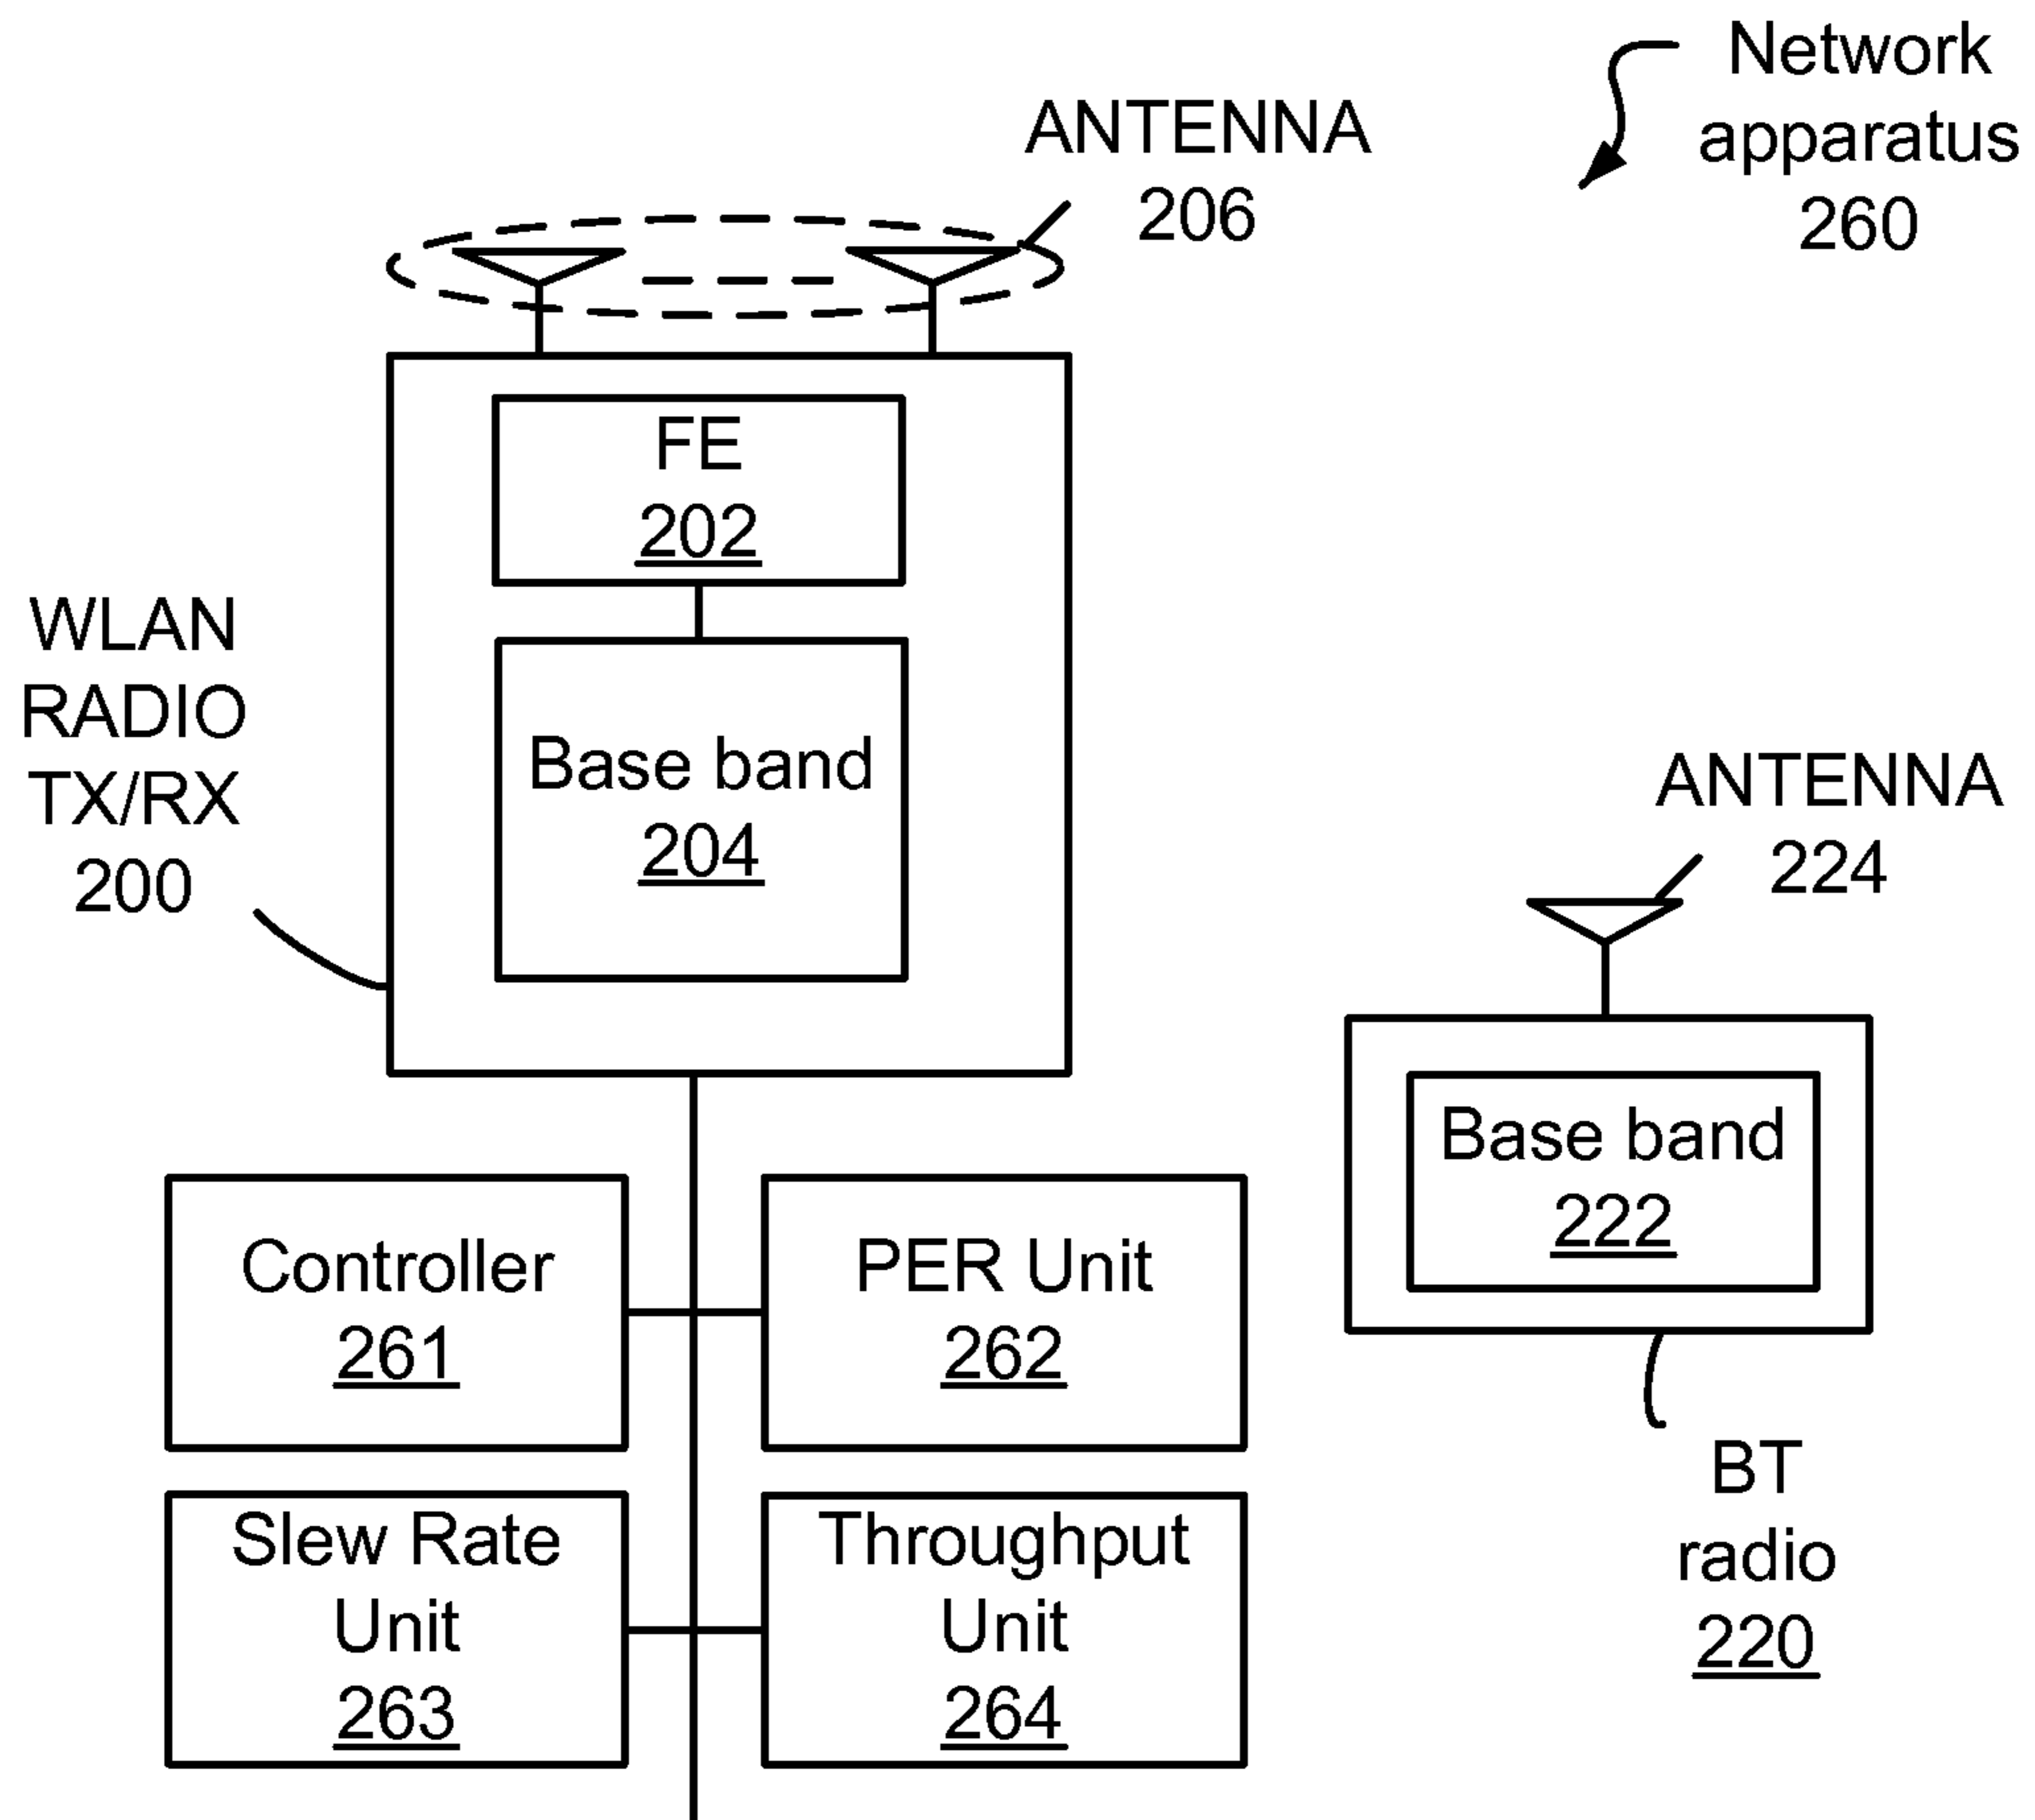 Network
apparatus
260
ANTENNA
206
FE
202
WLAN
RADIO
TX/RX
200
Base band
204
ANTENNA
224
Base band
222
BT
radio
220
Controller
261
PER Unit
262
Slew Rate
Unit
263
Throughput
Unit
264